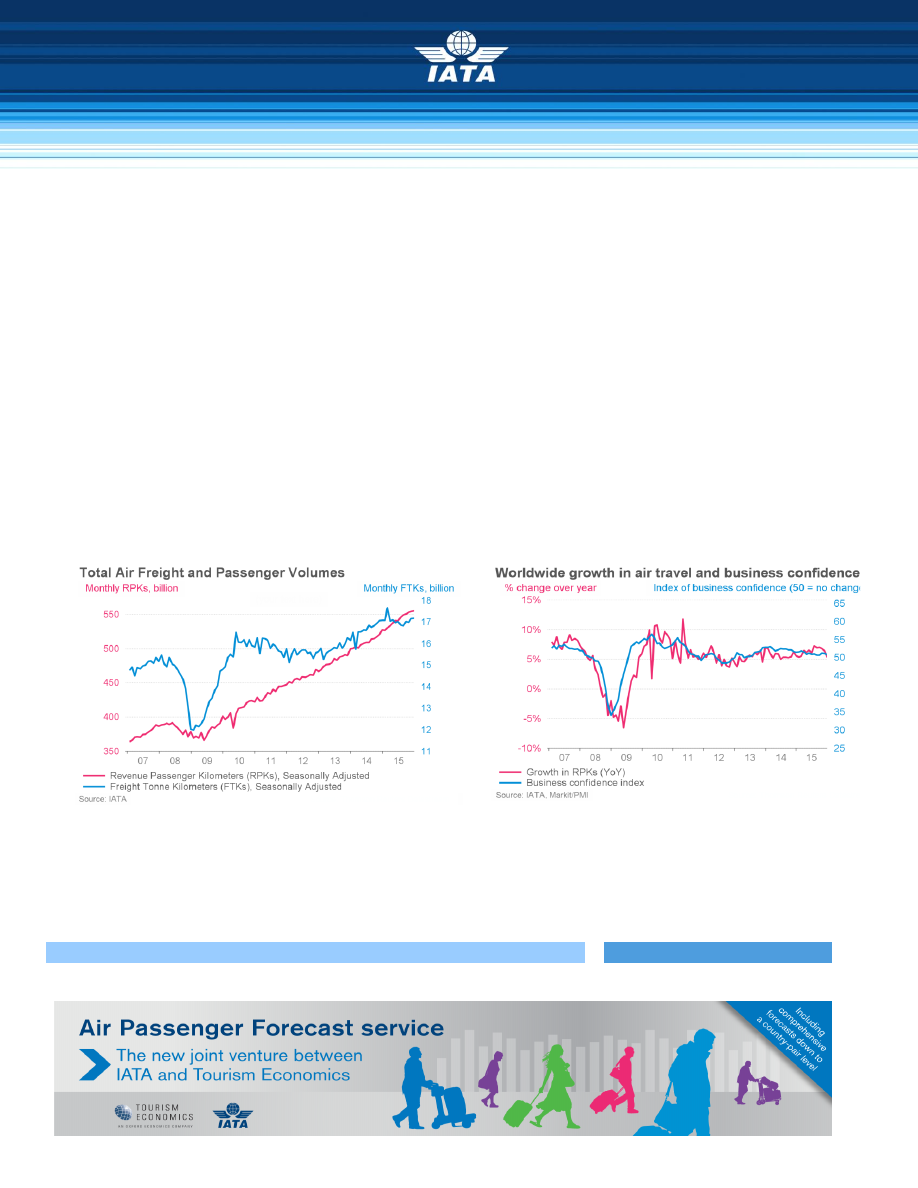 IATA
Total Air Freight and Passenger Volumes
Monthly RPKs, billion
Monthly FTKs, billion
550
500
450
400
350
18
17
16
15
14
13
12
11
07 08 09 10 11 12 13 14 15
Revenue Passenger Kilometers (RPKs), Seasonally Adjusted
Freight Tonne Kilometers (FTKs), Seasonally Adjusted
Source: IATA
Worldwide growth in air travel and business confidence
% change over year
Index of business confidence (50 = no chang
15%
10%
5%
0%
-5%
-10%
65
60
55
50
45
40
35
30
25
07 08 09 10 11 12 13 14 15
Growth in RPKs (YoY)
Business confidence index
Source: IATA, Markit/PMI
Air Passenger Forecast service
The new joint venture between
IATA and Tourism Economics
TOURISM
ECONOMICS
AN OXFORD ECONOMICS COMPANY
IATA
Including
comprehensive
forecasts down to
a country-pair level